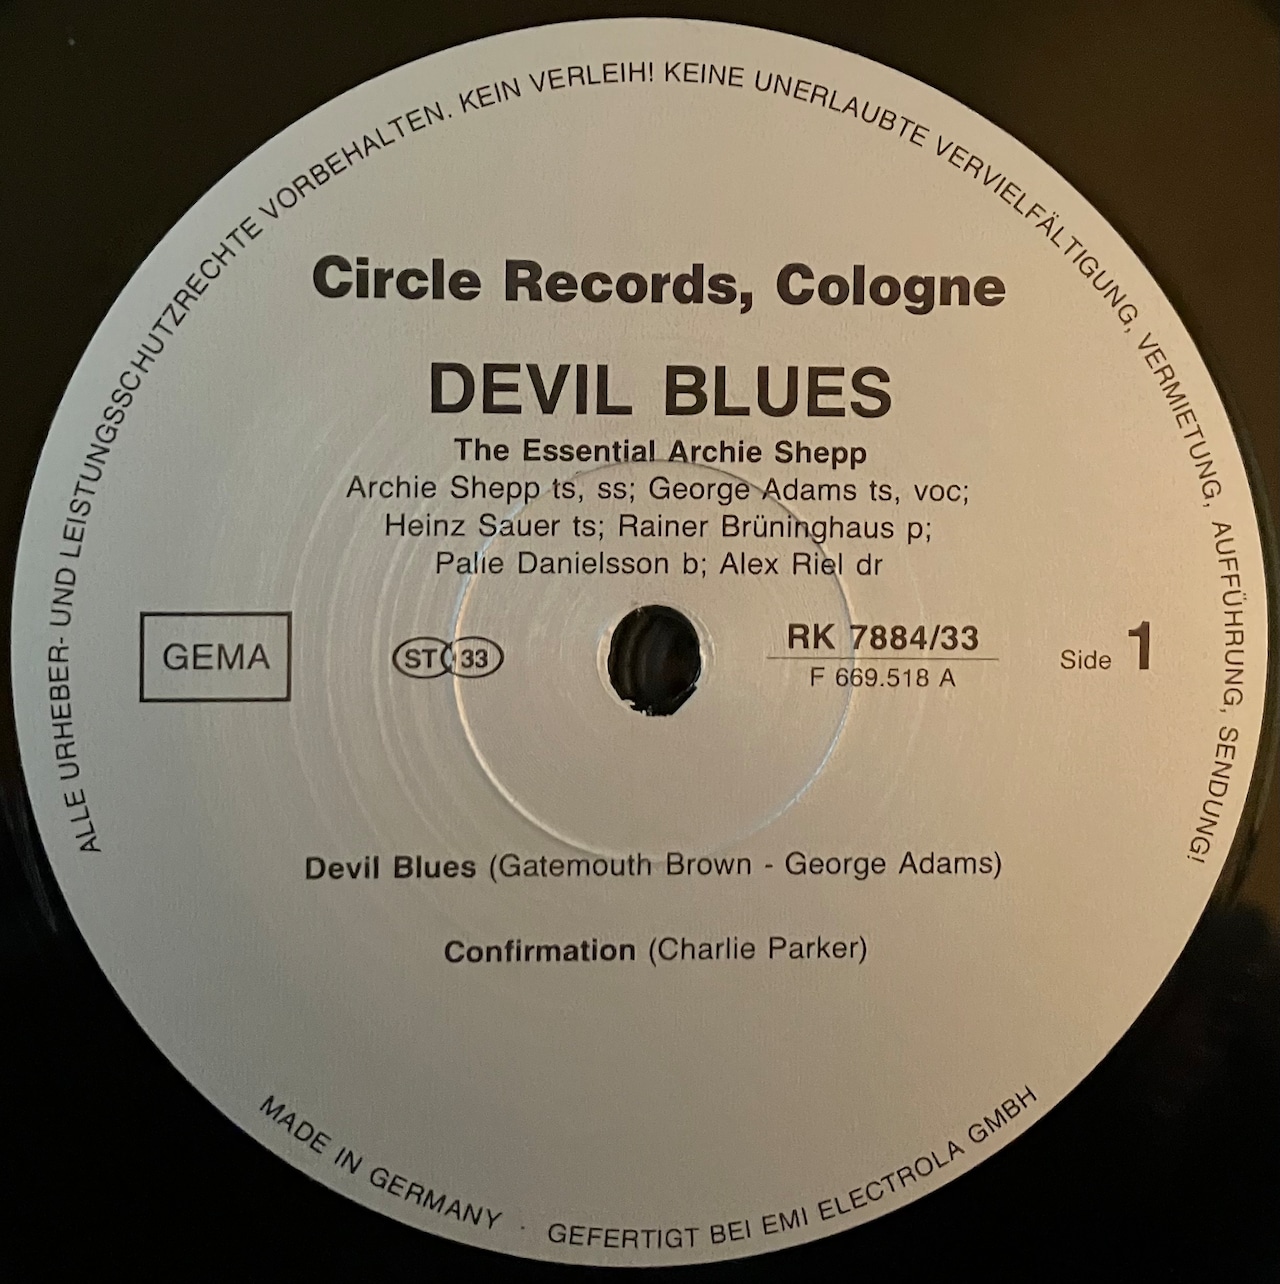 ALLE URHEBER- UND LEISTUNGSSCHUTZRECHTE VORBEHALTEN. KEIN VERLEIH! KEINE UNERLAUBTE VERVIELFÄLTIGUNG, VERMIETUNG, AUFFÜHRUNG, SENDUNG!
Circle Records, Cologne
DEVIL BLUES
The Essential Archie Shepp
Archie Shepp ts, ss; George Adams ts, voc;
Heinz Sauer ts; Rainer Brüninghaus p;
Palie Danielsson b; Alex Riel dr
GEMA
ST 33
RK 7884/33
F 669.518 A
Side 1
Devil Blues (Gatemouth Brown - George Adams)
Confirmation (Charlie Parker)
MADE IN GERMANY · GEFERTIGT BEI EMI ELECTROLA GMBH